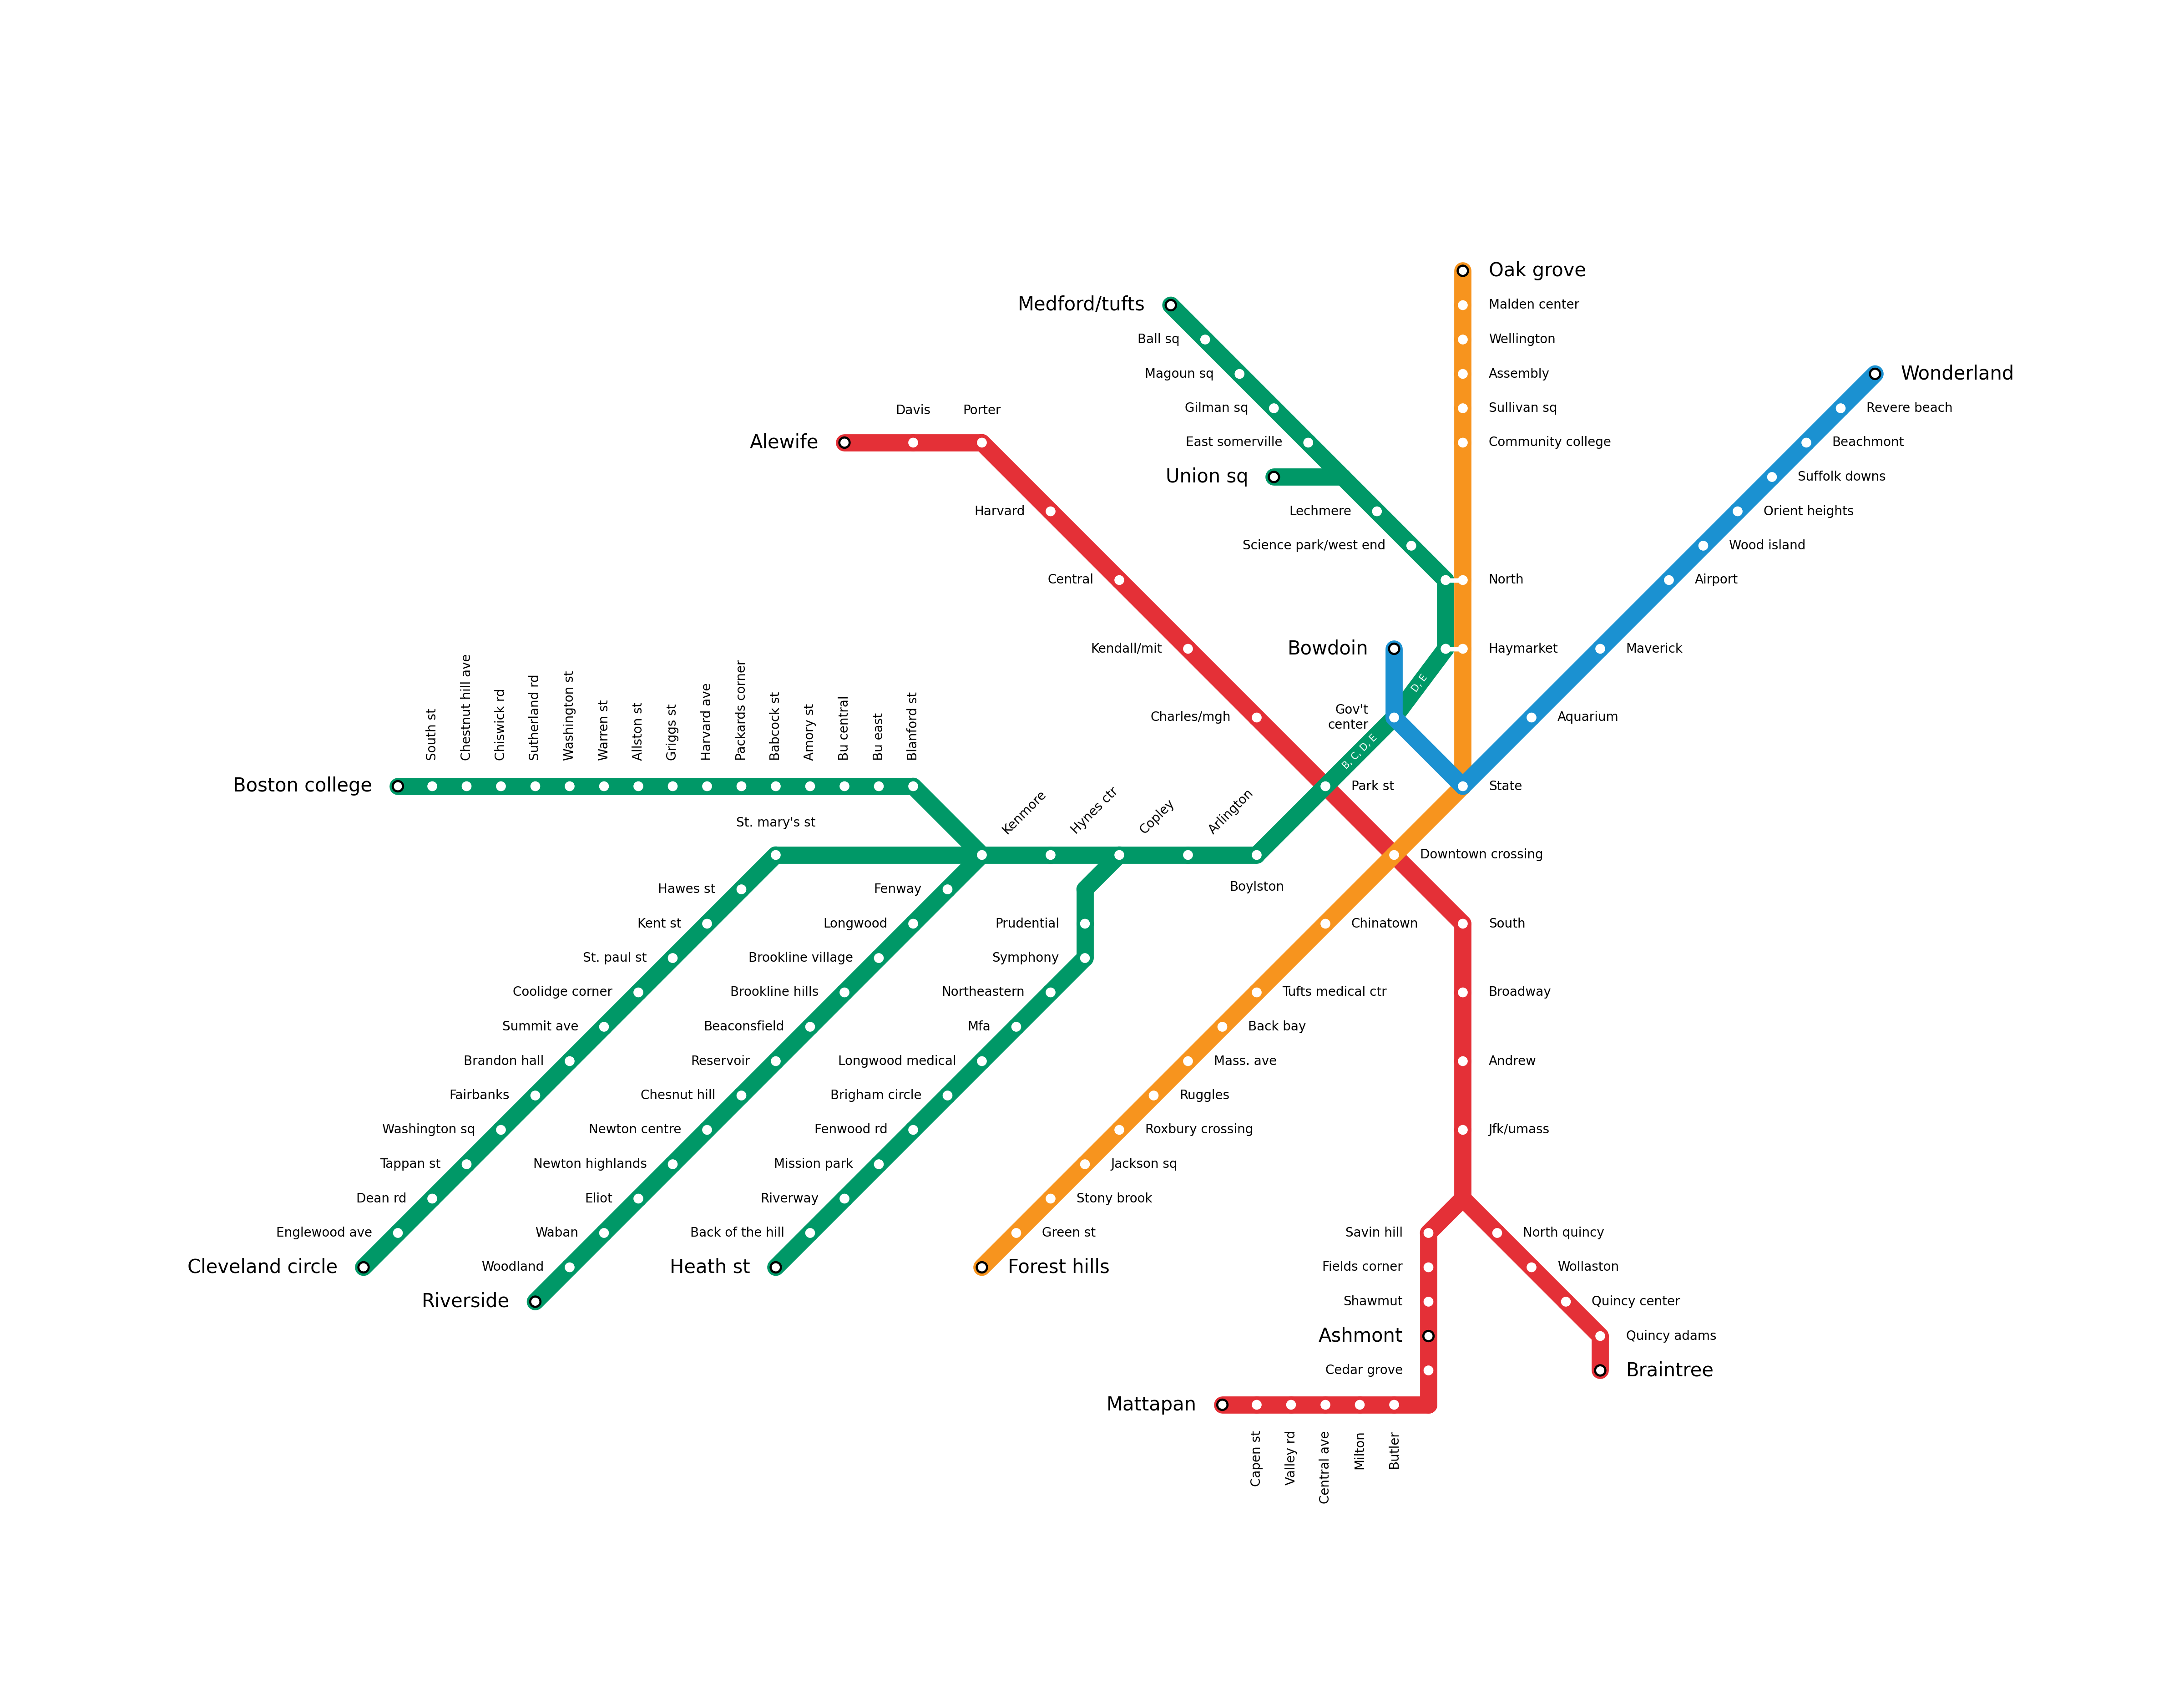 Oak grove
Medford/tufts
Malden center
Ball sq
Wellington
Magoun sq
Assembly
Wonderland
Davis
Porter
Gilman sq
Sullivan sq
Revere beach
Alewife
East somerville
Community college
Beachmont
Union sq
Suffolk downs
Harvard
Lechmere
Orient heights
Science park/west end
Wood island
Central
North
Airport
Kendall/mit
Bowdoin
Haymarket
Maverick
D, E
South st
Chestnut hill ave
Chiswick rd
Sutherland rd
Washington st
Warren st
Allston st
Griggs st
Harvard ave
Packards corner
Babcock st
Amory st
Bu central
Bu east
Blanford st
Charles/mgh
Gov't
center
Aquarium
B, C, D, E
Boston college
Park st
State
St. mary's st
Kenmore
Hynes ctr
Copley
Arlington
Downtown crossing
Hawes st
Fenway
Boylston
Kent st
Longwood
Prudential
Chinatown
South
St. paul st
Brookline village
Symphony
Coolidge corner
Brookline hills
Northeastern
Tufts medical ctr
Broadway
Summit ave
Beaconsfield
Mfa
Back bay
Brandon hall
Reservoir
Longwood medical
Mass. ave
Andrew
Fairbanks
Chesnut hill
Brigham circle
Ruggles
Washington sq
Newton centre
Fenwood rd
Roxbury crossing
Jfk/umass
Tappan st
Newton highlands
Mission park
Jackson sq
Dean rd
Eliot
Riverway
Stony brook
Englewood ave
Waban
Back of the hill
Green st
Savin hill
North quincy
Cleveland circle
Woodland
Heath st
Forest hills
Fields corner
Wollaston
Riverside
Shawmut
Quincy center
Ashmont
Quincy adams
Cedar grove
Braintree
Mattapan
Capen st
Valley rd
Central ave
Milton
Butler